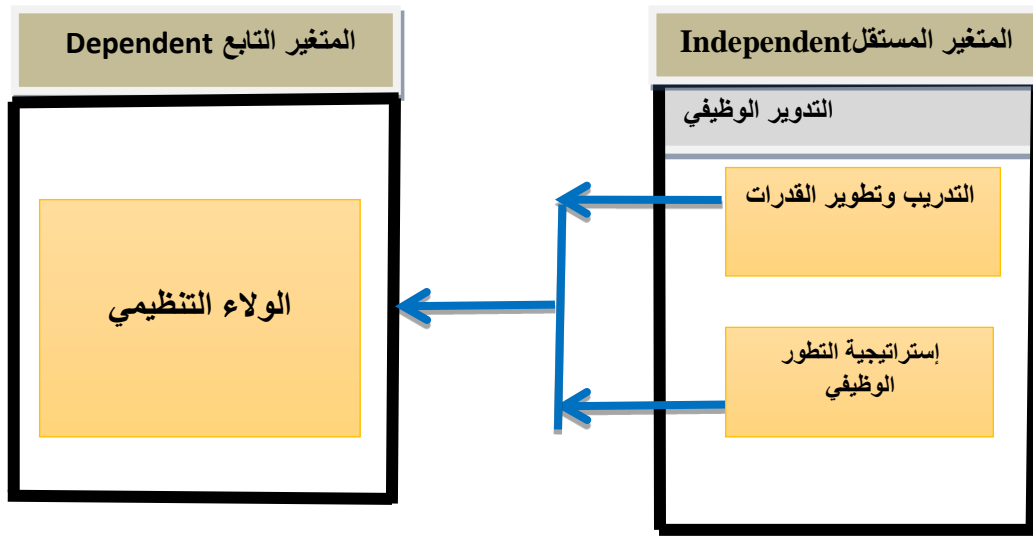 المتغير المستقلIndependent
التدوير الوظيفي
التدريب وتطوير القدرات
إستراتيجية التطور
الوظيفي
المتغير التابع Dependent
الولاء التنظيمي